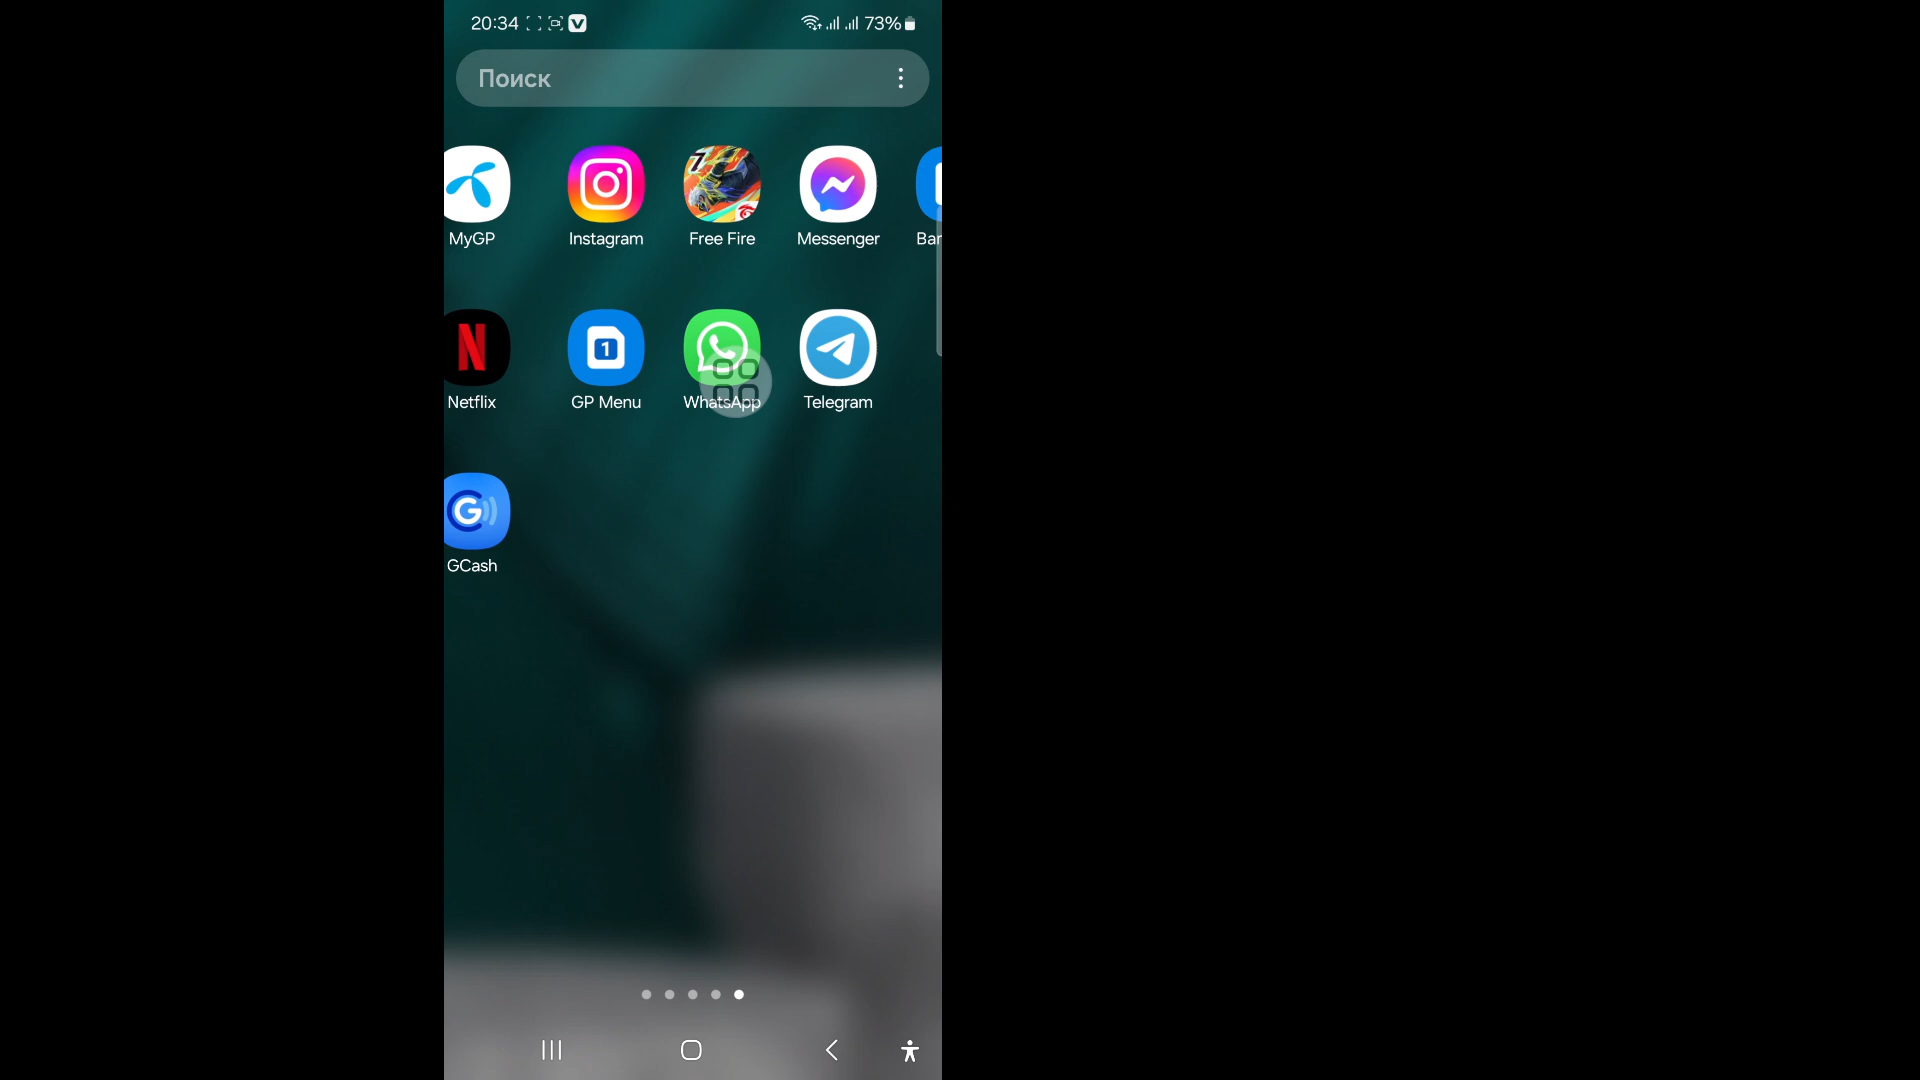 20:34 73%
Поиск
MyGP Instagram Free Fire Messenger
Netflix GP Menu WhatsApp Telegram
GCash